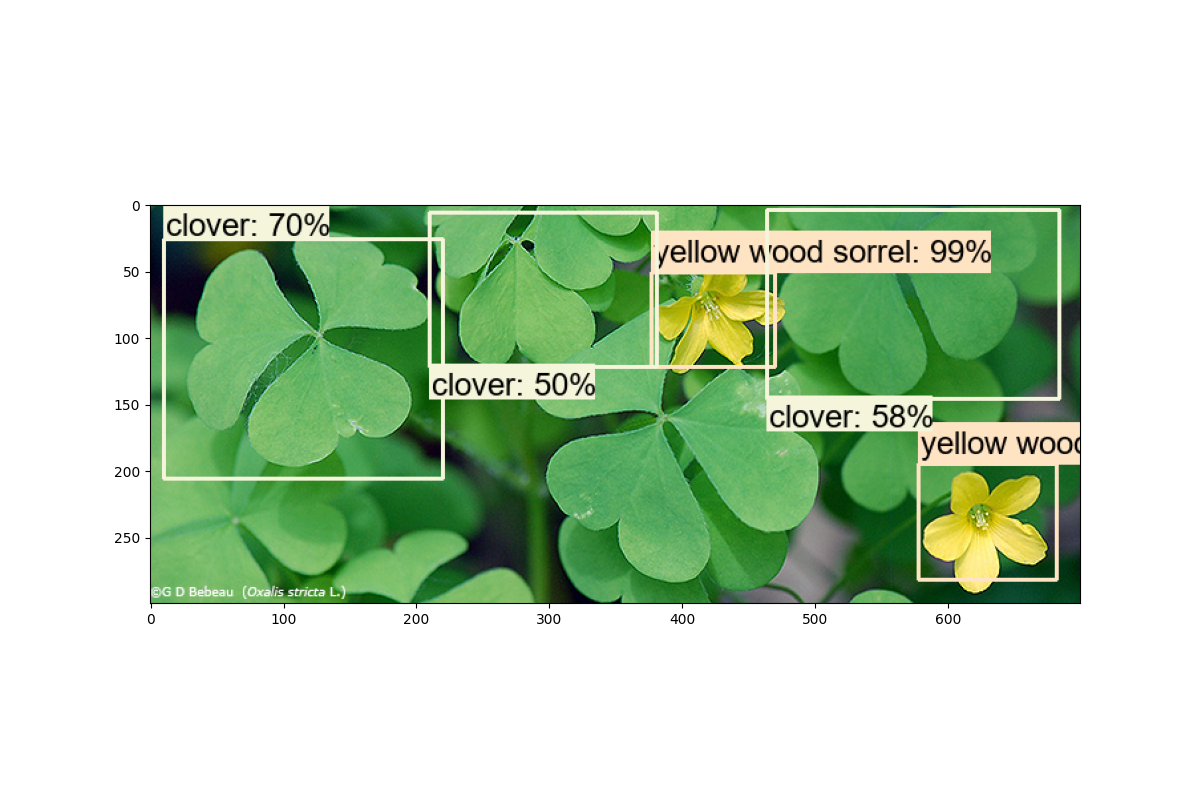 clover: 70%
yellow wood sorrel: 99%
clover: 50%
clover: 58%
yellow wood
©G D Bebeau (Oxalis stricta L.)
0
50
100
150
200
250
0
100
200
300
400
500
600